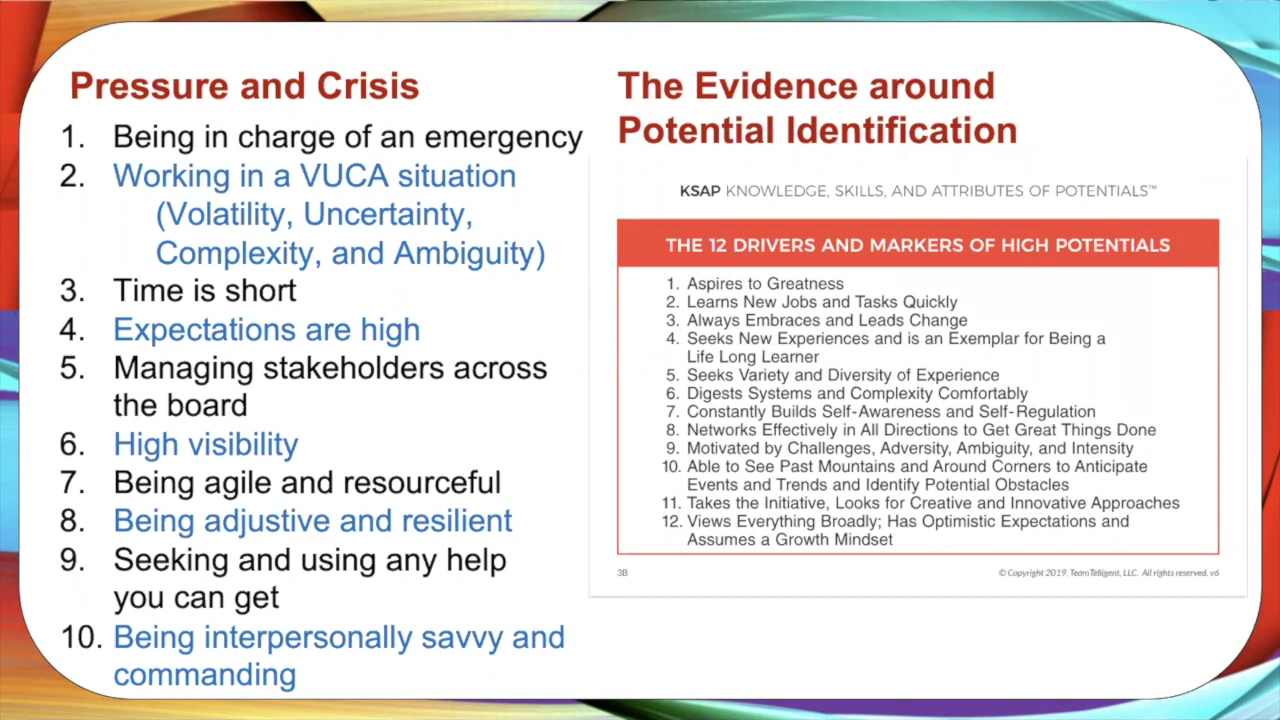 Pressure and Crisis
1. Being in charge of an emergency
2. Working in a VUCA situation
(Volatility, Uncertainty,
Complexity, and Ambiguity)
3. Time is short
4. Expectations are high
5. Managing stakeholders across
the board
6. High visibility
7. Being agile and resourceful
8. Being adjustive and resilient
9. Seeking and using any help
you can get
10. Being interpersonally savvy and
commanding
The Evidence around
Potential Identification
KSAP KNOWLEDGE, SKILLS, AND ATTRIBUTES OF POTENTIALS™
THE 12 DRIVERS AND MARKERS OF HIGH POTENTIALS
1. Aspires to Greatness
2. Learns New Jobs and Tasks Quickly
3. Always Embraces and Leads Change
4. Seeks New Experiences and is an Exemplar for Being a
Life Long Learner
5. Seeks Variety and Diversity of Experience
6. Digests Systems and Complexity Comfortably
7. Constantly Builds Self-Awareness and Self-Regulation
8. Networks Effectively in All Directions to Get Great Things Done
9. Motivated by Challenges, Adversity, Ambiguity, and Intensity
10. Able to See Past Mountains and Around Corners to Anticipate
Events and Trends and Identify Potential Obstacles
11. Takes the Initiative, Looks for Creative and Innovative Approaches
12. Views Everything Broadly; Has Optimistic Expectations and
Assumes a Growth Mindset
3B
© Copyright 2019. TeamTelligent, LLC. All rights reserved. v6